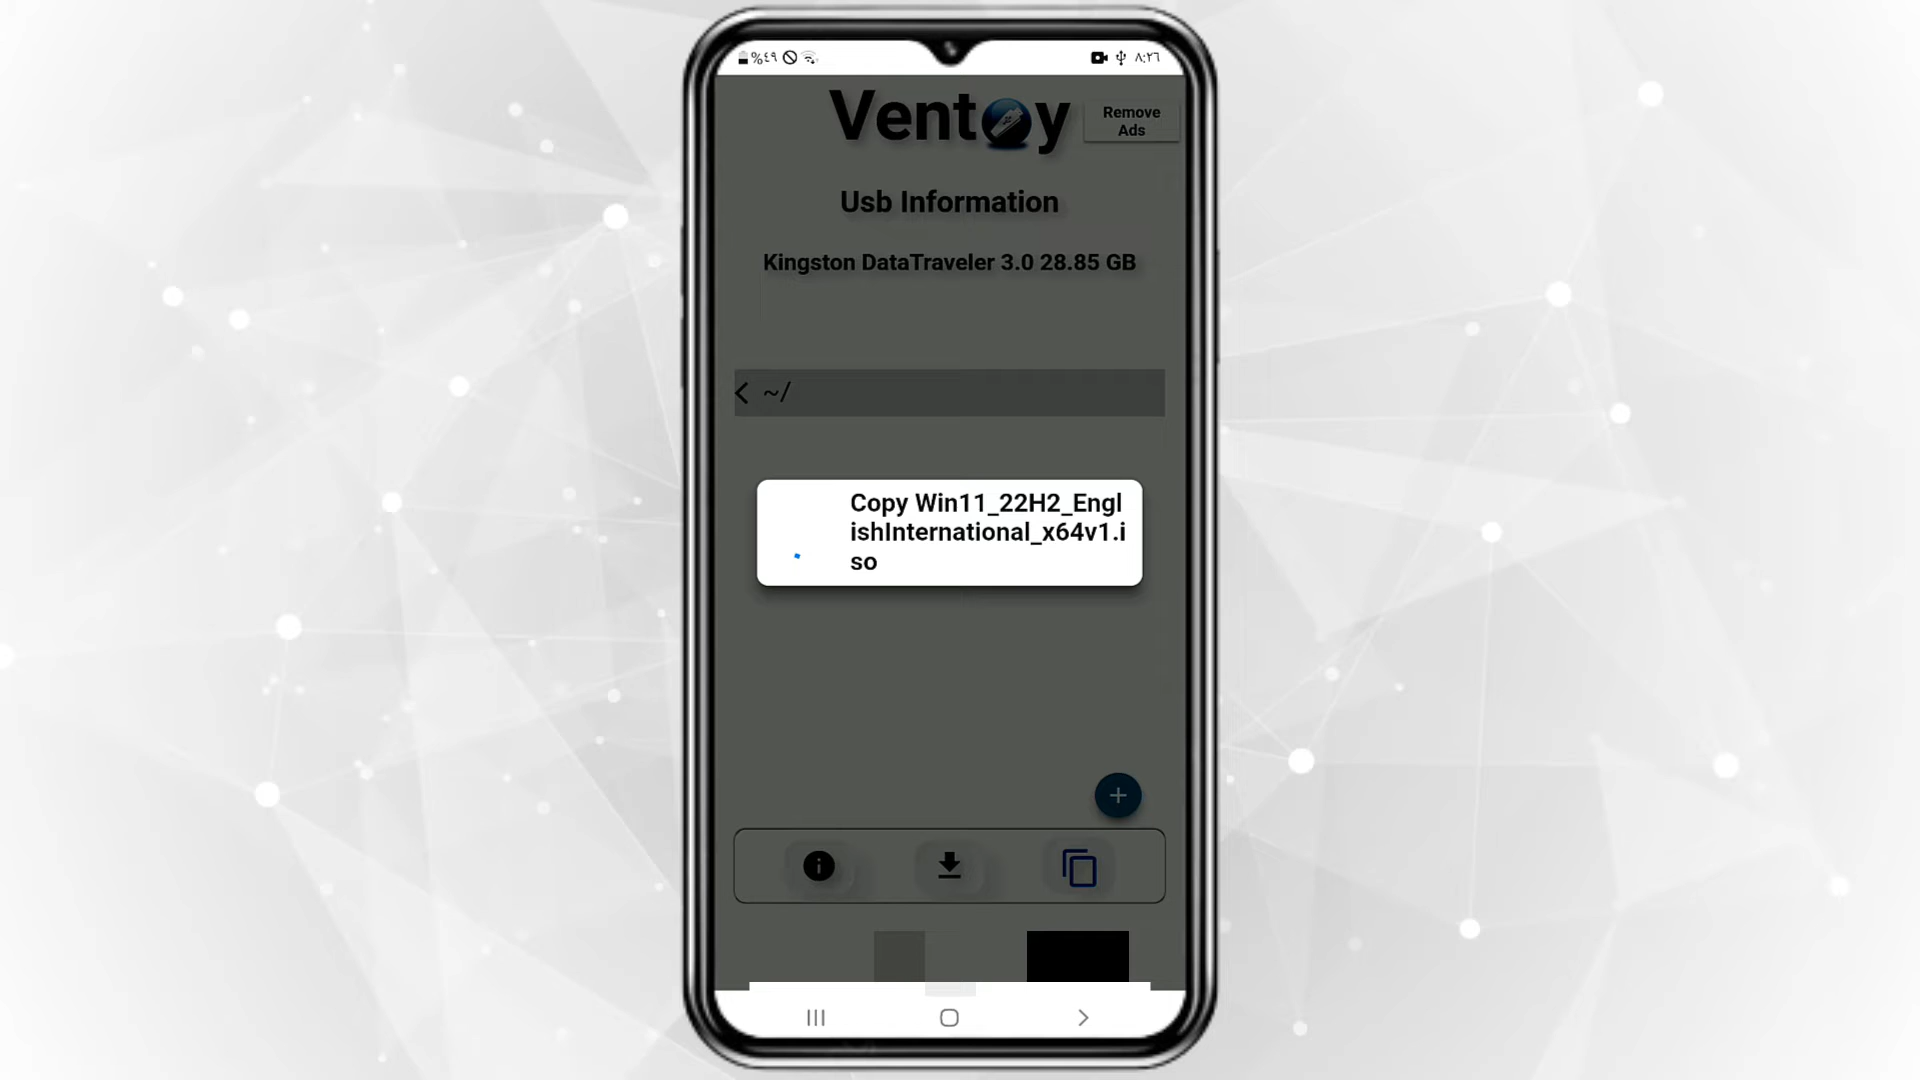 %٤٩ ٨:٢٦
Ventoy
Remove
Ads
Usb Information
Kingston DataTraveler 3.0 28.85 GB
~/
Copy Win11_22H2_Engl
ishInternational_x64v1.i
so